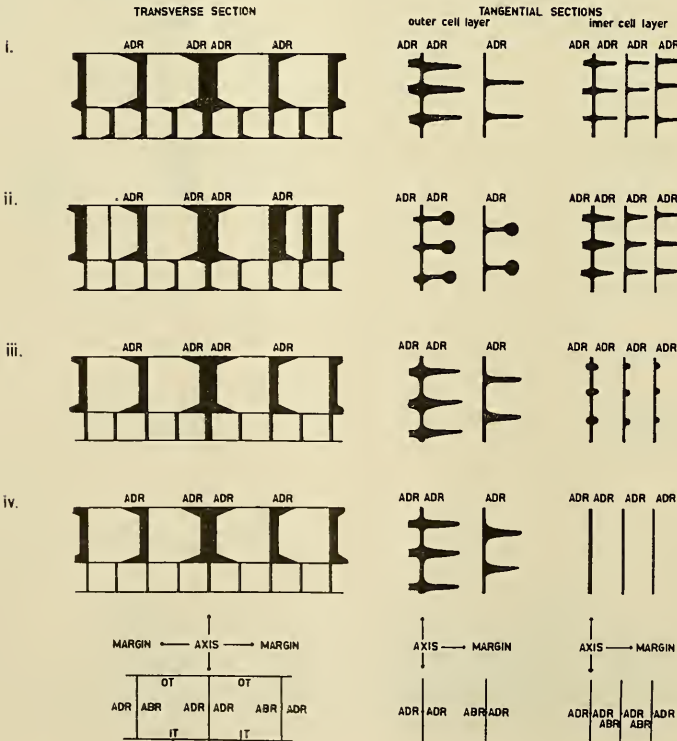 TRANSVERSE SECTION
TANGENTIAL SECTIONS
outer cell layer
inner cell layer
i.
ADR ADR ADR ADR
ADR ADR ADR
ADR ADR ADR ADR
ii.
ADR ADR ADR ADR
ADR ADR ADR
ADR ADR ADR ADR
iii.
ADR ADR ADR ADR
ADR ADR ADR
ADR ADR ADR ADR
iv.
ADR ADR ADR ADR
ADR ADR ADR
ADR ADR ADR ADR
MARGIN AXIS MARGIN
AXIS MARGIN
AXIS MARGIN
OT OT
ADR ABR ADR ADR ABR ADR
IT IT
ADR ADR ABR ADR
ADR ADR ADR ADR
ABR ABR